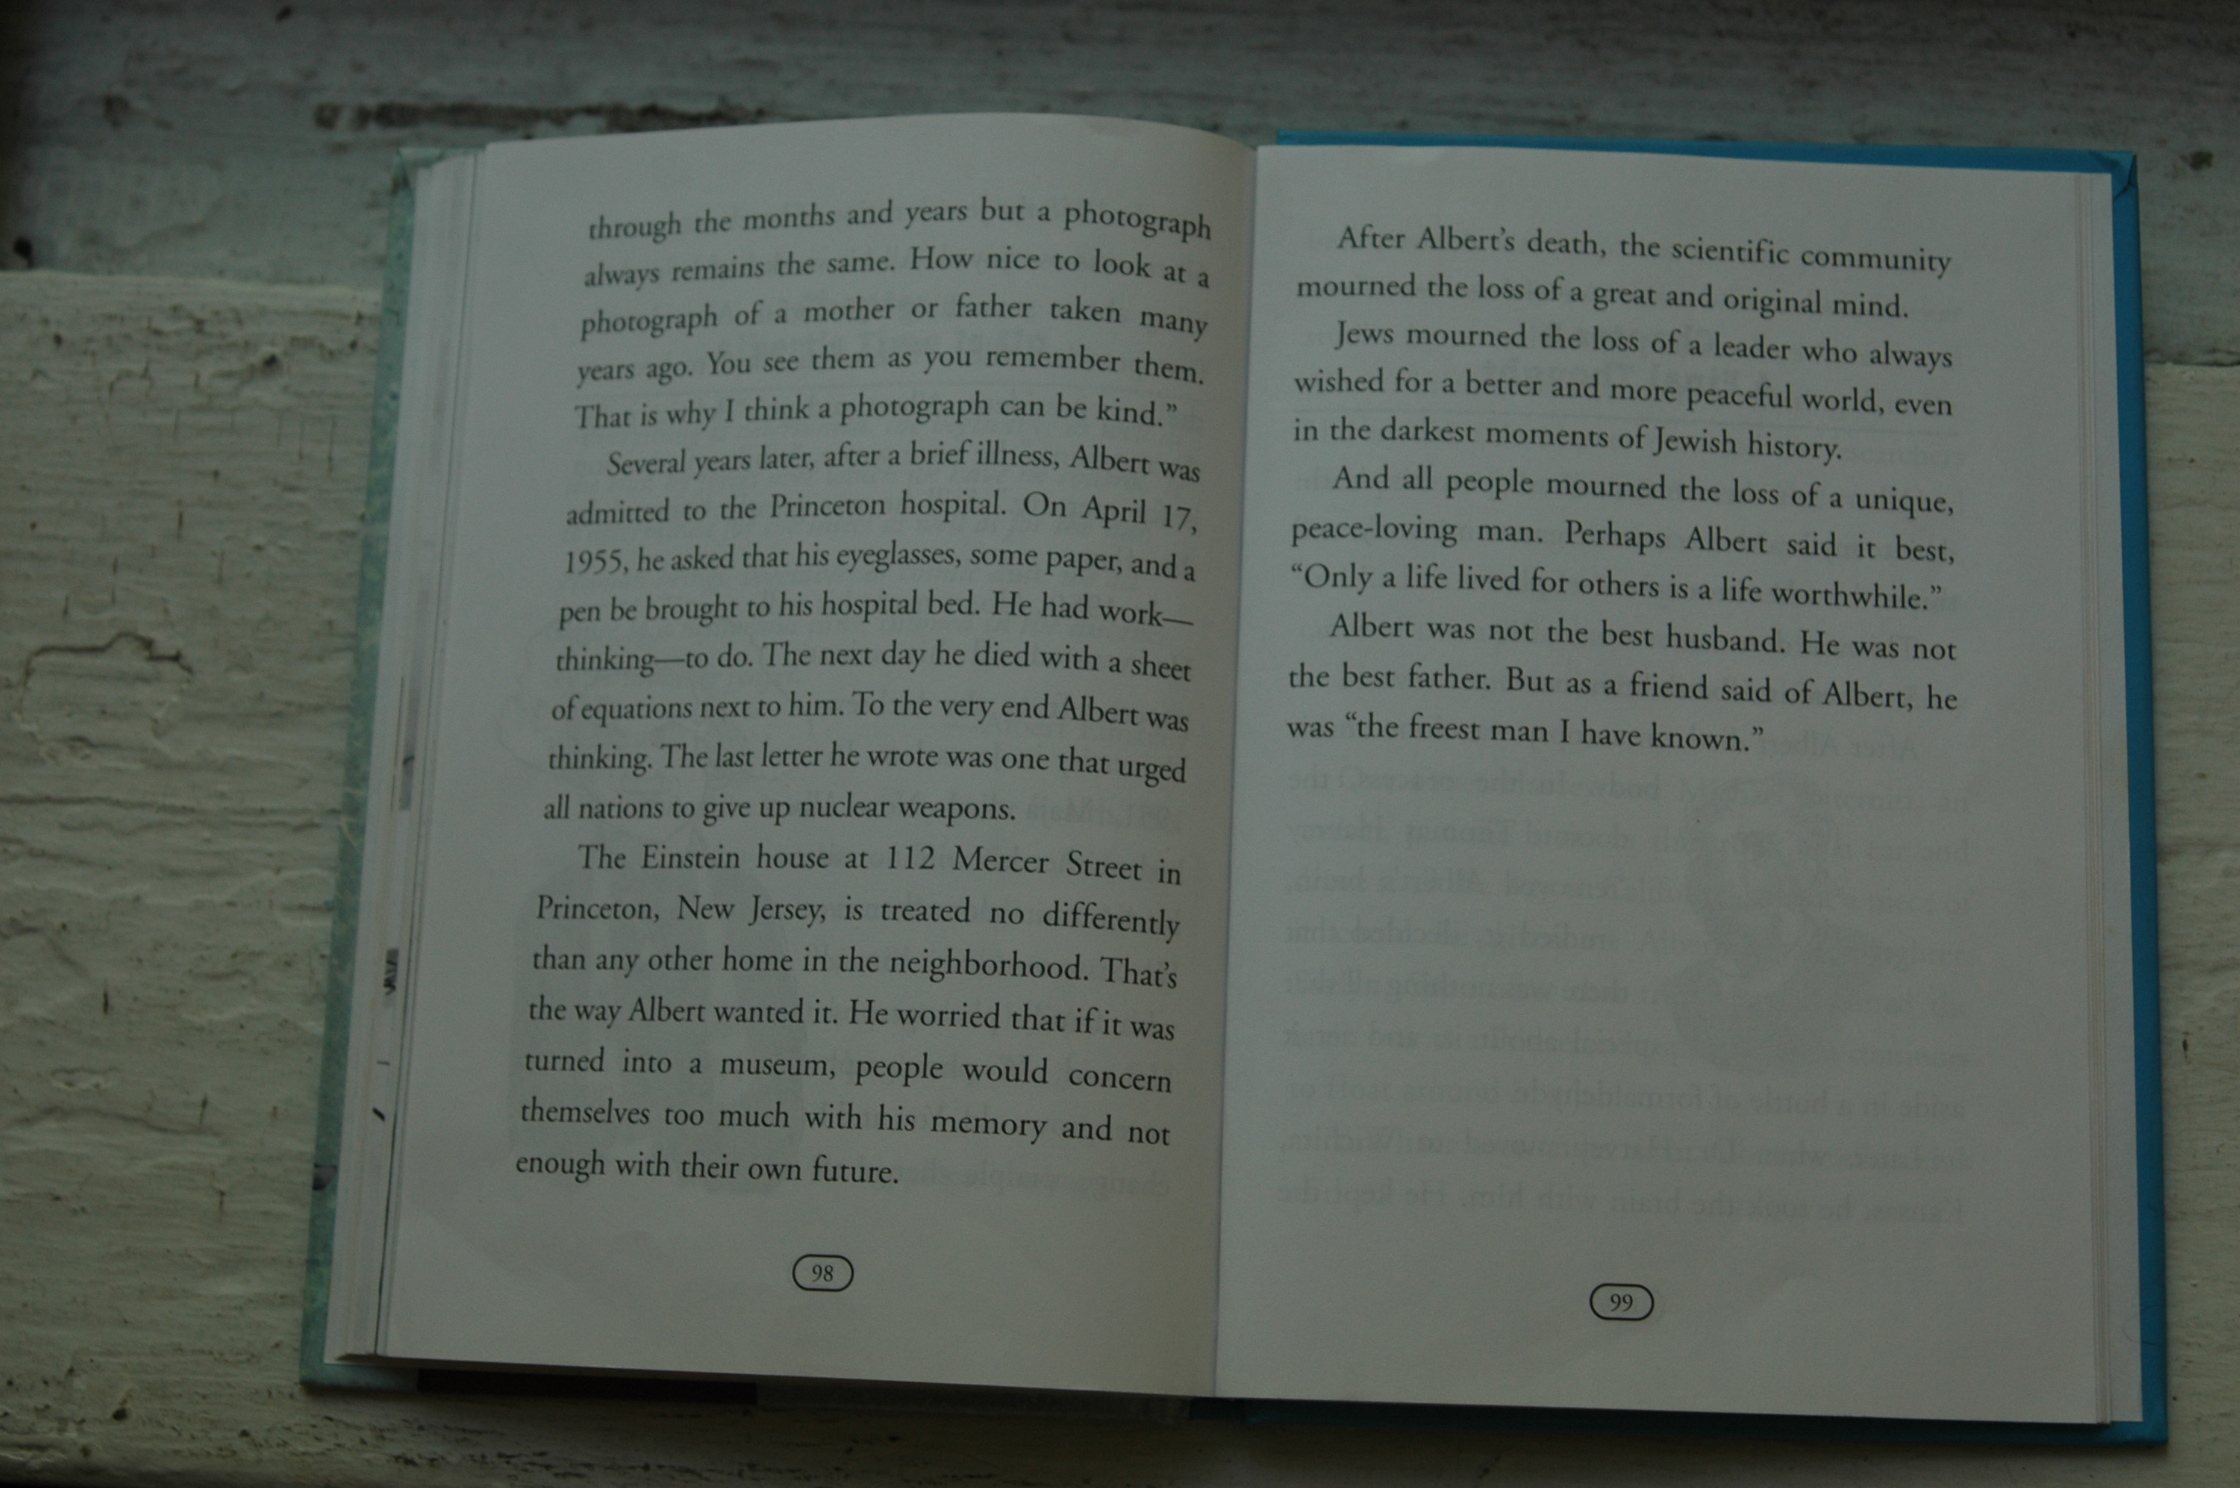 through the months and years but a photograph
always remains the same. How nice to look at a
photograph of a mother or father taken many
years ago. You see them as you remember them.
That is why I think a photograph can be kind.”
Several years later, after a brief illness, Albert was
admitted to the Princeton hospital. On April 17,
1955, he asked that his eyeglasses, some paper, and a
pen be brought to his hospital bed. He had work—
thinking—to do. The next day he died with a sheet
of equations next to him. To the very end Albert was
thinking. The last letter he wrote was one that urged
all nations to give up nuclear weapons.
The Einstein house at 112 Mercer Street in
Princeton, New Jersey, is treated no differently
than any other home in the neighborhood. That’s
the way Albert wanted it. He worried that if it was
turned into a museum, people would concern
themselves too much with his memory and not
enough with their own future.
98
After Albert’s death, the scientific community
mourned the loss of a great and original mind.
Jews mourned the loss of a leader who always
wished for a better and more peaceful world, even
in the darkest moments of Jewish history.
And all people mourned the loss of a unique,
peace-loving man. Perhaps Albert said it best,
“Only a life lived for others is a life worthwhile.”
Albert was not the best husband. He was not
the best father. But as a friend said of Albert, he
was “the freest man I have known.”
99